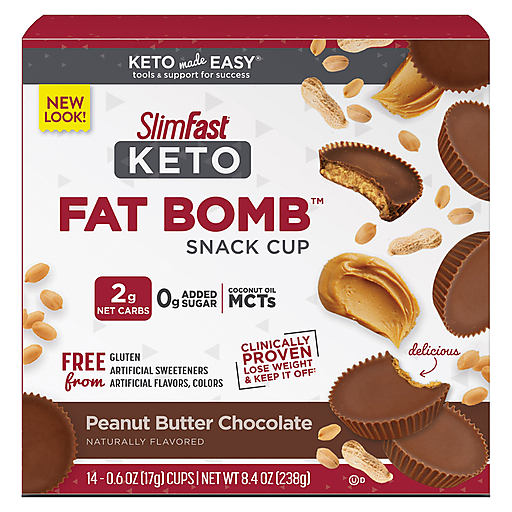 KETO made EASY®
tools & support for success
NEW
LOOK!
SlimFast
KETO
FAT BOMB™
SNACK CUP
2g
NET CARBS
0g ADDED
SUGAR
COCONUT OIL
MCTs
FREE
from
GLUTEN
ARTIFICIAL SWEETENERS
ARTIFICIAL FLAVORS, COLORS
CLINICALLY
PROVEN
LOSE WEIGHT
& KEEP IT OFF
delicious
Peanut Butter Chocolate
NATURALLY FLAVORED
14 - 0.6 OZ (17g) CUPS | NET WT 8.4 OZ (238g)
U D